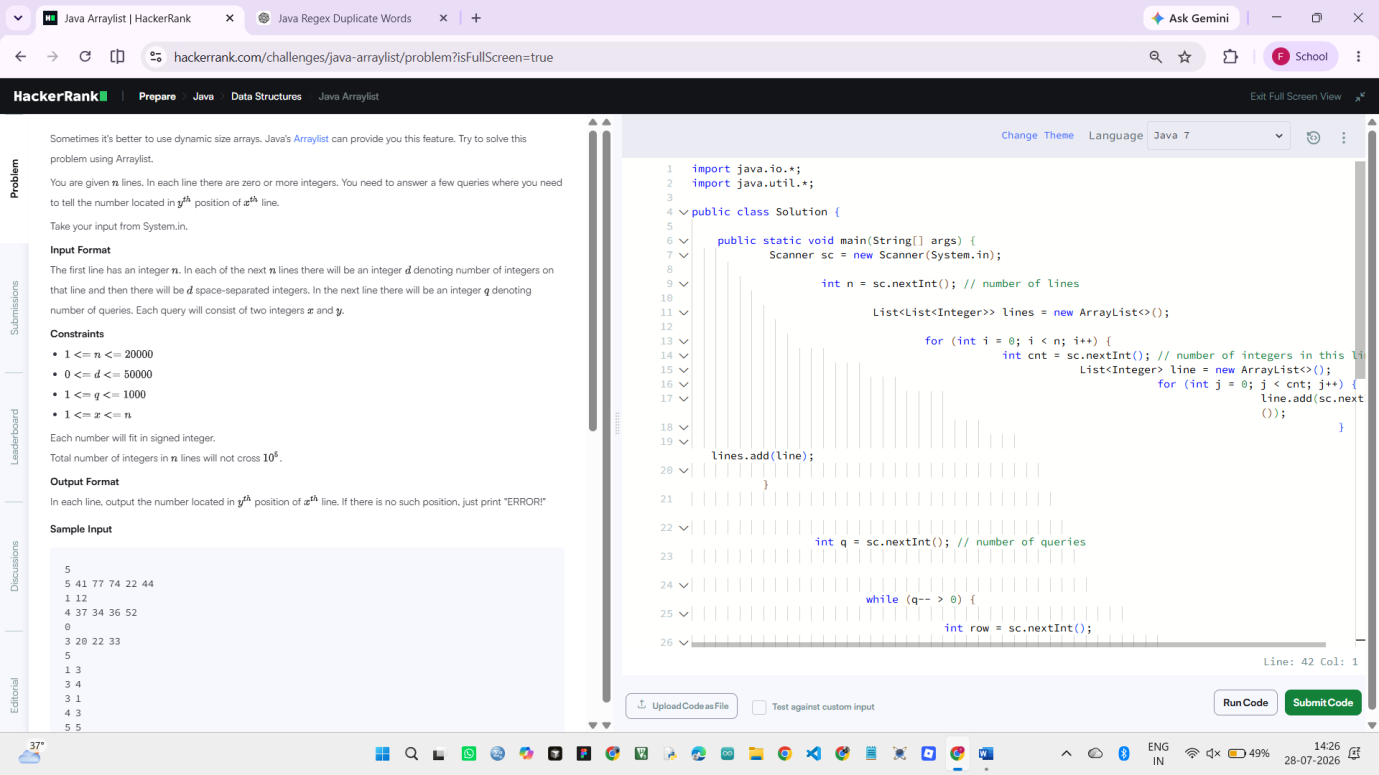 Java Arraylist | HackerRank
Java Regex Duplicate Words
Ask Gemini
hackerrank.com/challenges/java-arraylist/problem?isFullScreen=true
F School
HackerRank
Prepare
Java
Data Structures
Java Arraylist
Exit Full Screen View
Problem
Submissions
Leaderboard
Discussions
Editorial
Sometimes it's better to use dynamic size arrays. Java's Arraylist can provide you this feature. Try to solve this
problem using Arraylist.
You are given n lines. In each line there are zero or more integers. You need to answer a few queries where you need
to tell the number located in y^th position of x^th line.
Take your input from System.in.
Input Format
The first line has an integer n. In each of the next n lines there will be an integer d denoting number of integers on
that line and then there will be d space-separated integers. In the next line there will be an integer q denoting
number of queries. Each query will consist of two integers x and y.
Constraints
• 1 <= n <= 20000
• 0 <= d <= 50000
• 1 <= q <= 1000
• 1 <= x <= n
Each number will fit in signed integer.
Total number of integers in n lines will not cross 10^5.
Output Format
In each line, output the number located in y^th position of x^th line. If there is no such position, just print "ERROR!"
Sample Input
5
5 41 77 74 22 44
1 12
4 37 34 36 52
0
3 20 22 33
5
1 3
3 4
3 1
4 3
5 5
Change Theme
Language
Java 7
1 import java.io.*;
2 import java.util.*;
3
4 public class Solution {
5
6 public static void main(String[] args) {
7 Scanner sc = new Scanner(System.in);
8
9 int n = sc.nextInt(); // number of lines
10
11 List<List<Integer>> lines = new ArrayList<>();
12
13 for (int i = 0; i < n; i++) {
14 int cnt = sc.nextInt(); // number of integers in this li
15 List<Integer> line = new ArrayList<>();
16 for (int j = 0; j < cnt; j++) {
17 line.add(sc.next
());
18 }
19
lines.add(line);
20
}
21
22
int q = sc.nextInt(); // number of queries
23
24
while (q-- > 0) {
25
int row = sc.nextInt();
26
Line: 42 Col: 1
Upload Code as File
Test against custom input
Run Code
Submit Code
37°
ENG
IN
49%
14:26
28-07-2026